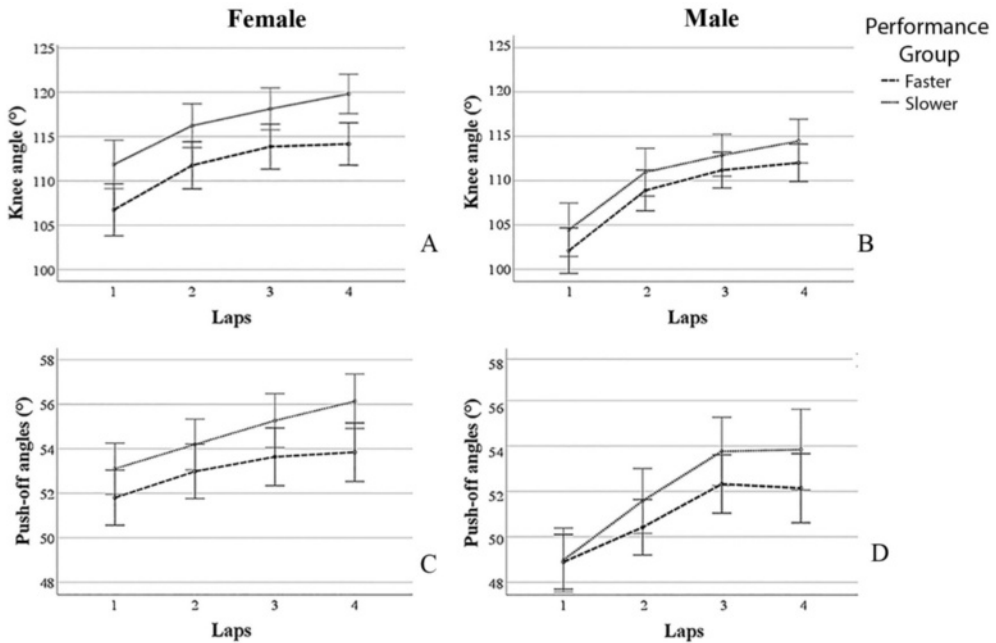 Female
Male
Performance
Group
Faster
Slower
Knee angle (°)
125
120
115
110
105
100
1 2 3 4
Laps
A
Knee angle (°)
125
120
115
110
105
100
1 2 3 4
Laps
B
Push-off angles (°)
58
56
54
52
50
48
1 2 3 4
Laps
C
Push-off angles (°)
58
56
54
52
50
48
1 2 3 4
Laps
D